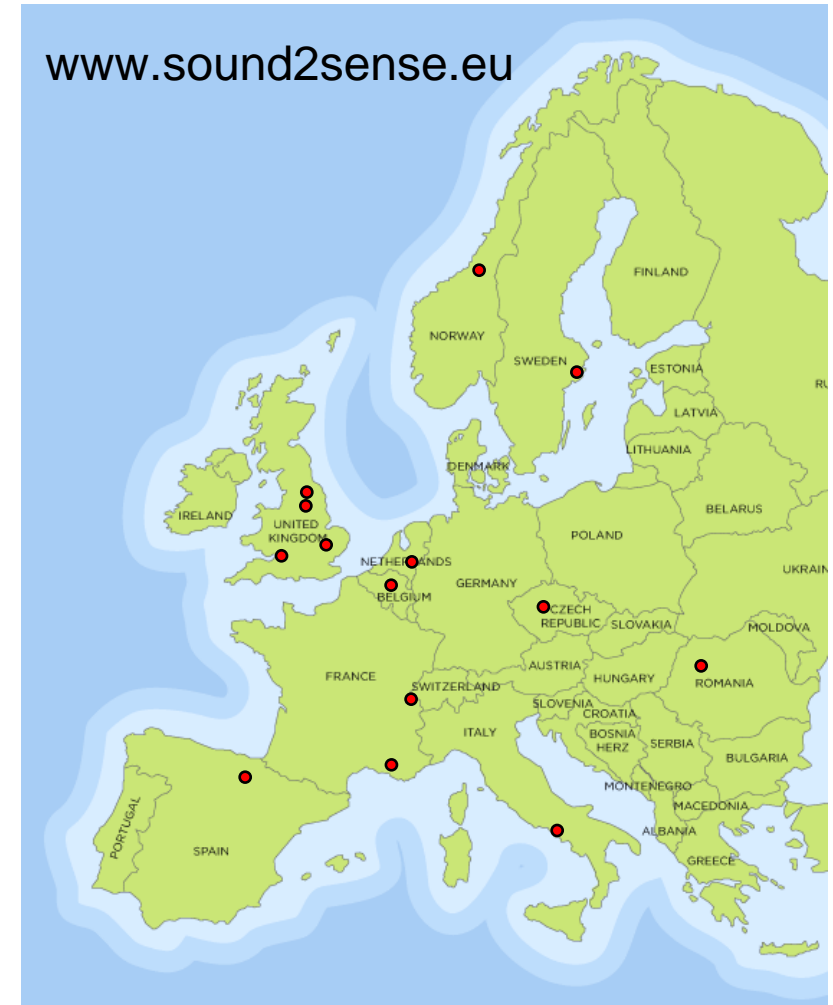 www.sound2sense.eu
FINLAND
NORWAY
SWEDEN
ESTONIA
RU
LATVIA
LITHUANIA
DENMARK
BELARUS
IRELAND
UNITED
KINGDOM
POLAND
NETHERLANDS
UKRAIN
GERMANY
BELGIUM
CZECH
REPUBLIC
SLOVAKIA
MOLDOVA
AUSTRIA
FRANCE
SWITZERLAND
HUNGARY
ROMANIA
SLOVENIA
CROATIA
ITALY
BOSNIA
HERZ
SERBIA
BULGARIA
MONTENEGRO
MACEDONIA
PORTUGAL
ALBANIA
SPAIN
GREECE